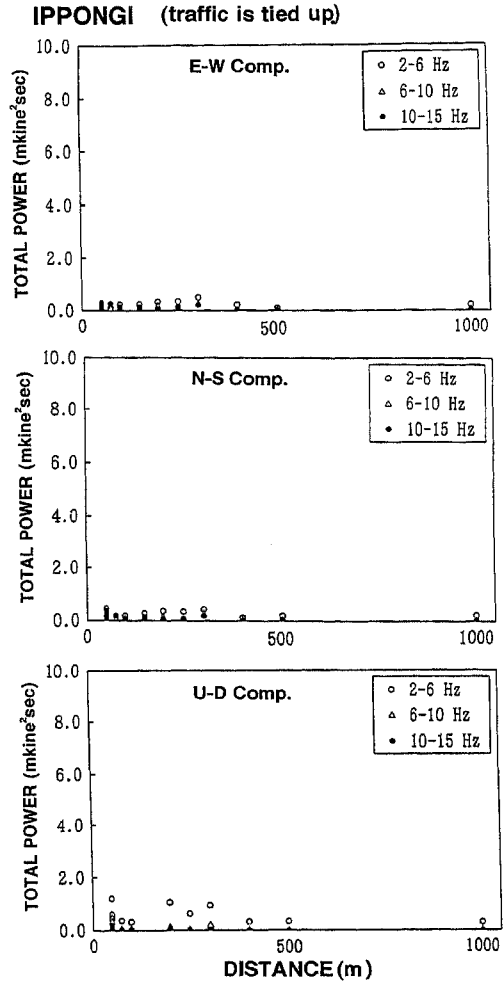 IPPONGI (traffic is tied up)
E-W Comp.
2-6 Hz
6-10 Hz
10-15 Hz
TOTAL POWER (mkine²sec)
10.0
8.0
6.0
4.0
2.0
0.0
0
500
1000
N-S Comp.
2-6 Hz
6-10 Hz
10-15 Hz
TOTAL POWER (mkine²sec)
10.0
8.0
6.0
4.0
2.0
0.0
0
500
1000
U-D Comp.
2-6 Hz
6-10 Hz
10-15 Hz
TOTAL POWER (mkine²sec)
10.0
8.0
6.0
4.0
2.0
0.0
0
500
1000
DISTANCE (m)